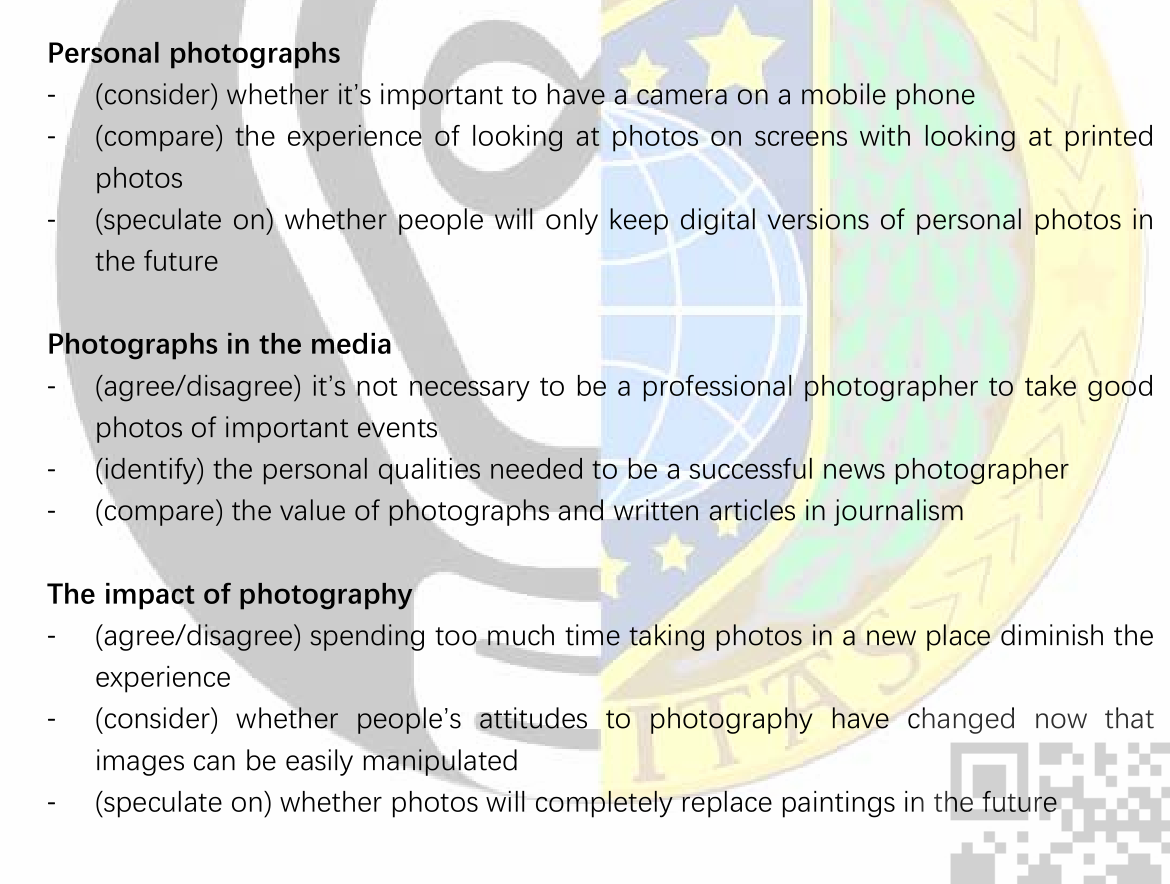 Personal photographs
- (consider) whether it's important to have a camera on a mobile phone
- (compare) the experience of looking at photos on screens with looking at printed
photos
- (speculate on) whether people will only keep digital versions of personal photos in
the future
Photographs in the media
- (agree/disagree) it's not necessary to be a professional photographer to take good
photos of important events
- (identify) the personal qualities needed to be a successful news photographer
- (compare) the value of photographs and written articles in journalism
The impact of photography
- (agree/disagree) spending too much time taking photos in a new place diminish the
experience
- (consider) whether people's attitudes to photography have changed now that
images can be easily manipulated
- (speculate on) whether photos will completely replace paintings in the future
ITAS